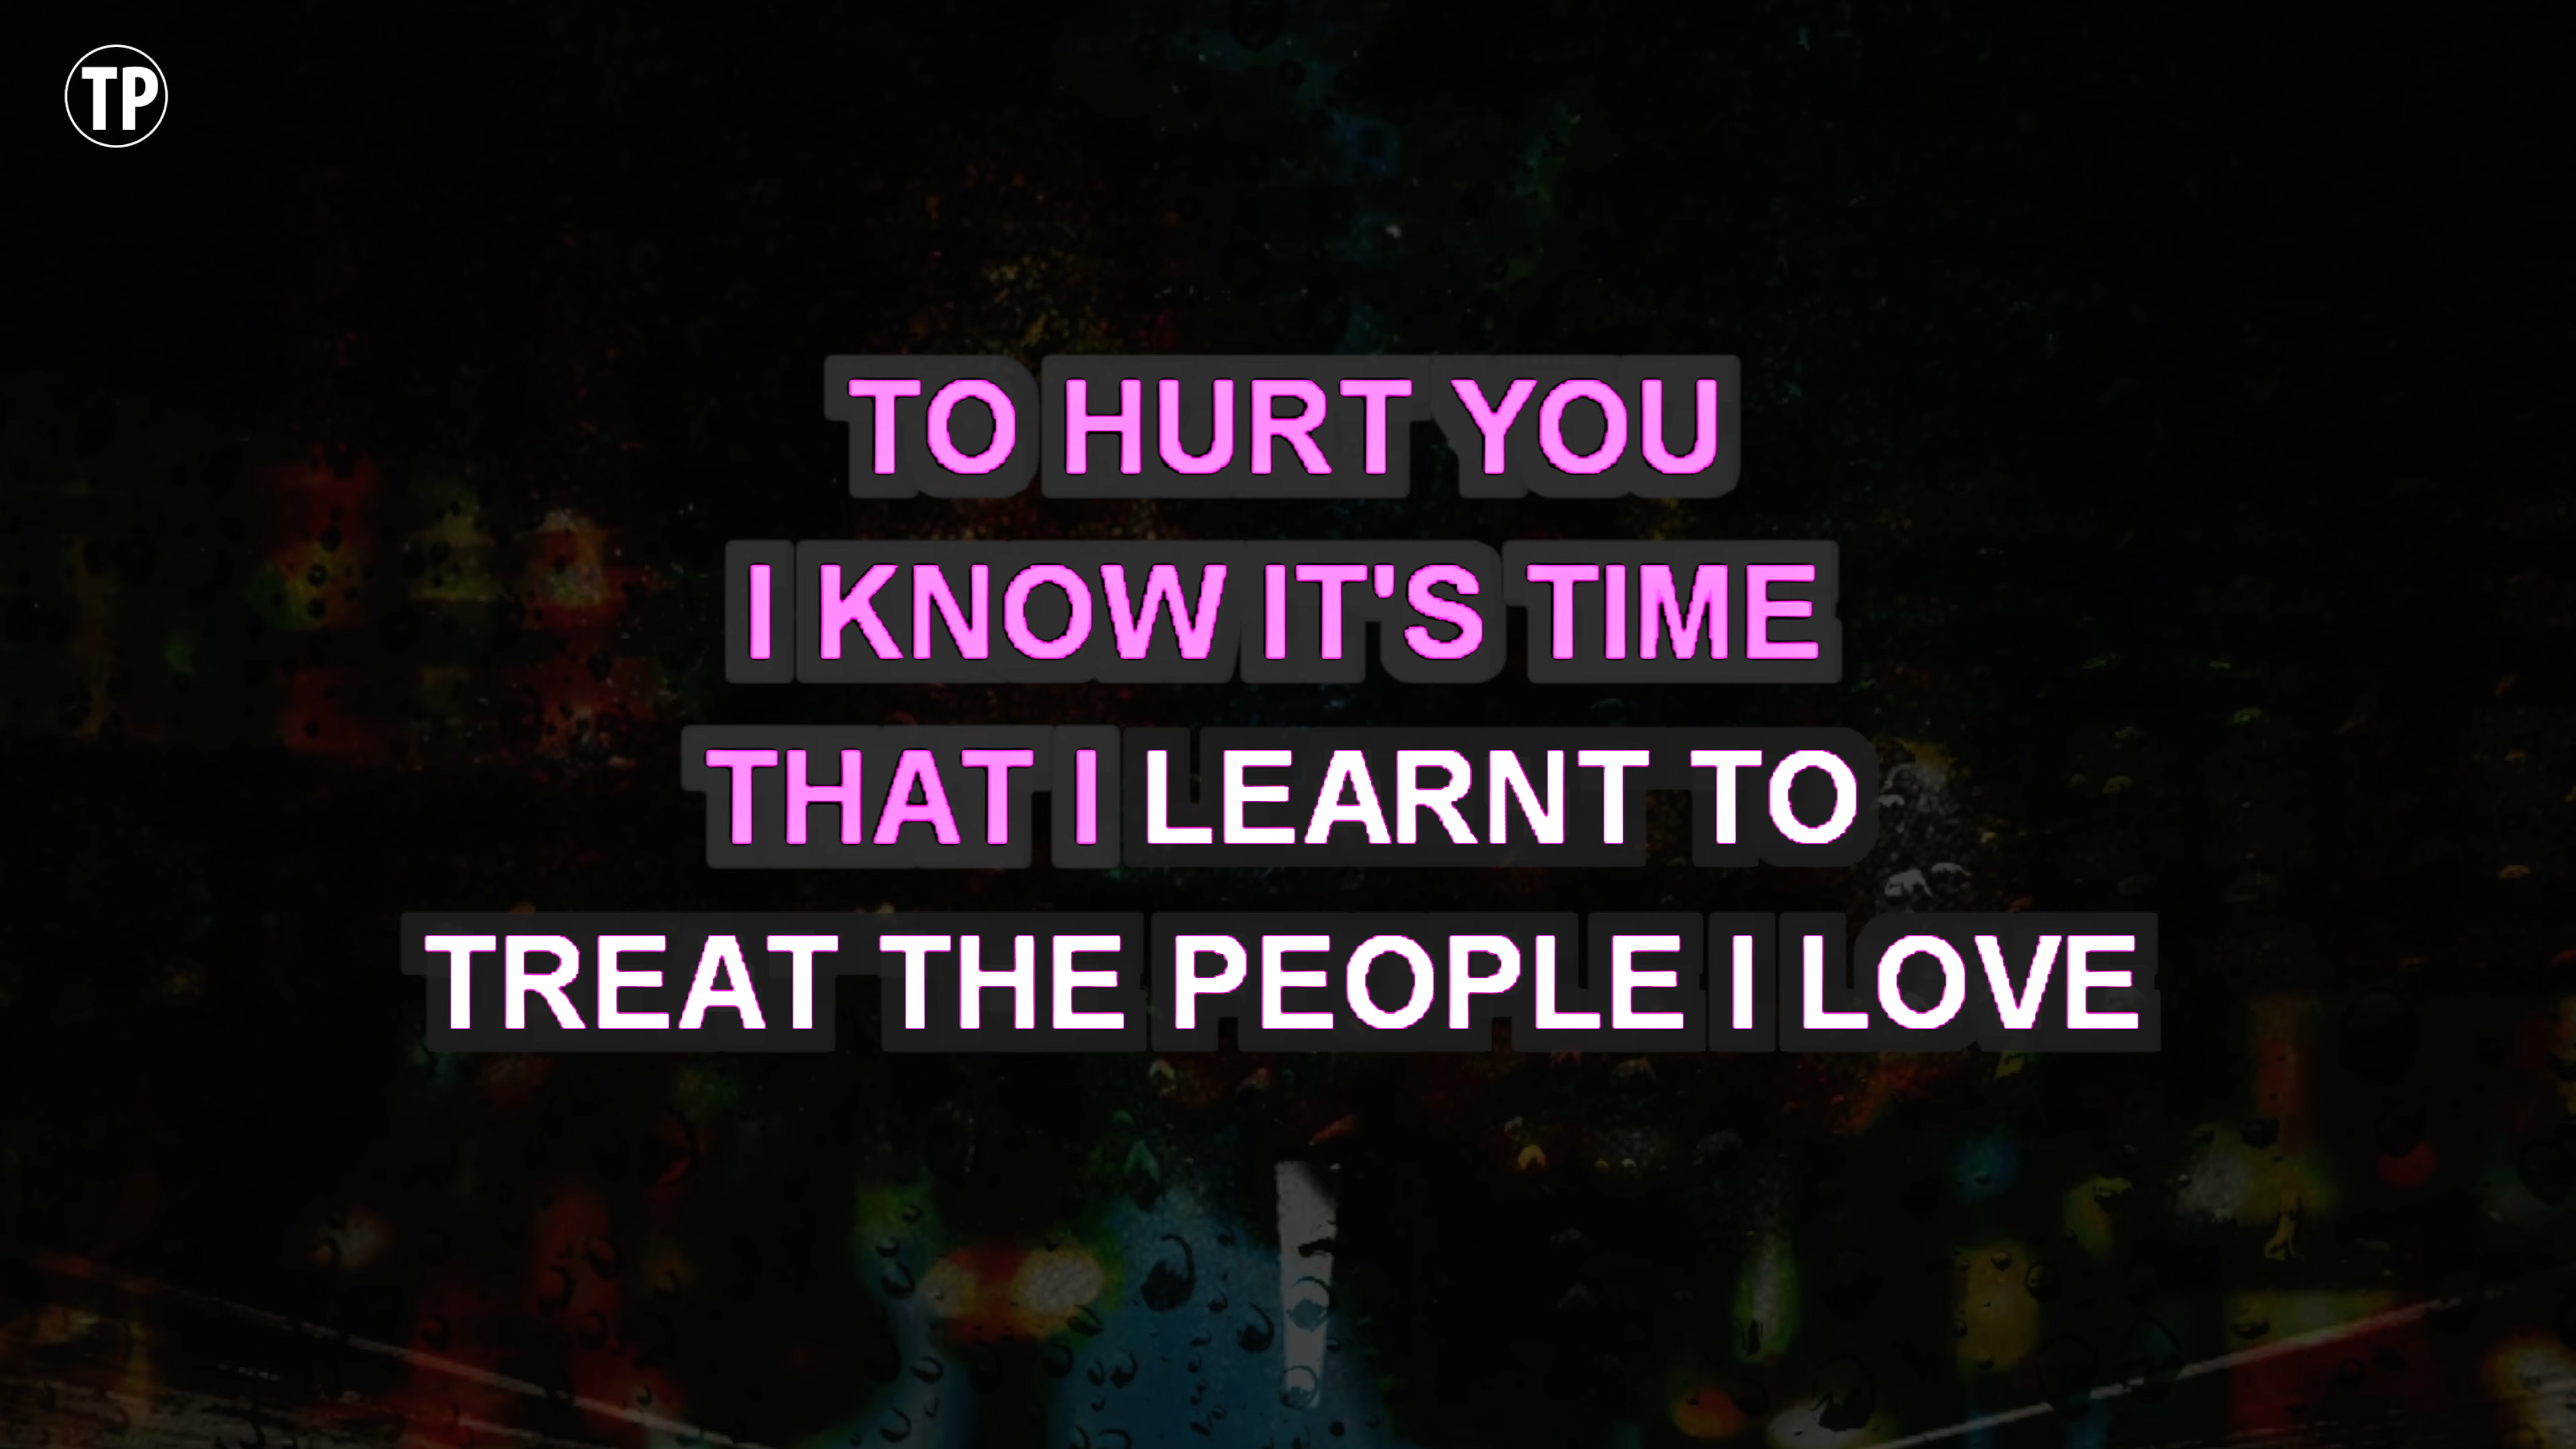 TP
TO HURT YOU
I KNOW IT'S TIME
THAT I LEARNT TO
TREAT THE PEOPLE I LOVE